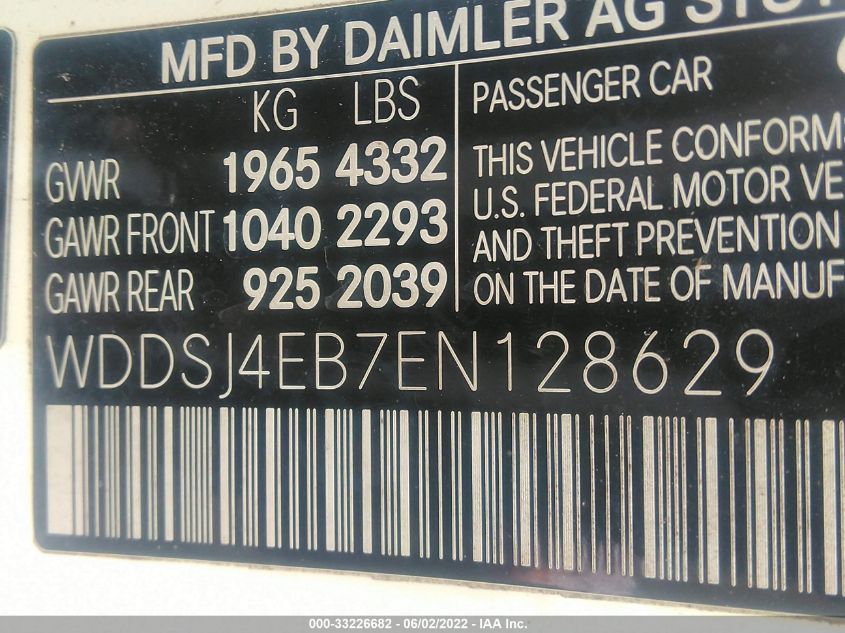 MFD BY DAIMLER AG STUT
KG LBS
GVWR 1965 4332
GAWR FRONT 1040 2293
GAWR REAR 925 2039
PASSENGER CAR
THIS VEHICLE CONFORMS
U.S. FEDERAL MOTOR VE
AND THEFT PREVENTION
ON THE DATE OF MANUF
WDDSJ4EB7EN128629
000-33226682 - 06/02/2022 - IAA Inc.